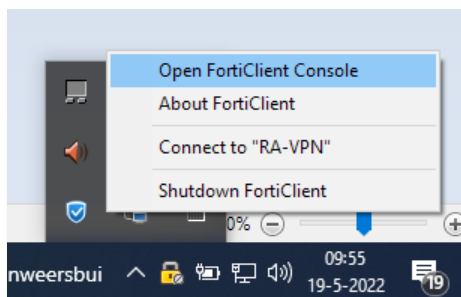 Open FortiClient Console
About FortiClient
Connect to "RA-VPN"
Shutdown FortiClient
0%
nweersbui
09:55
19-5-2022
19